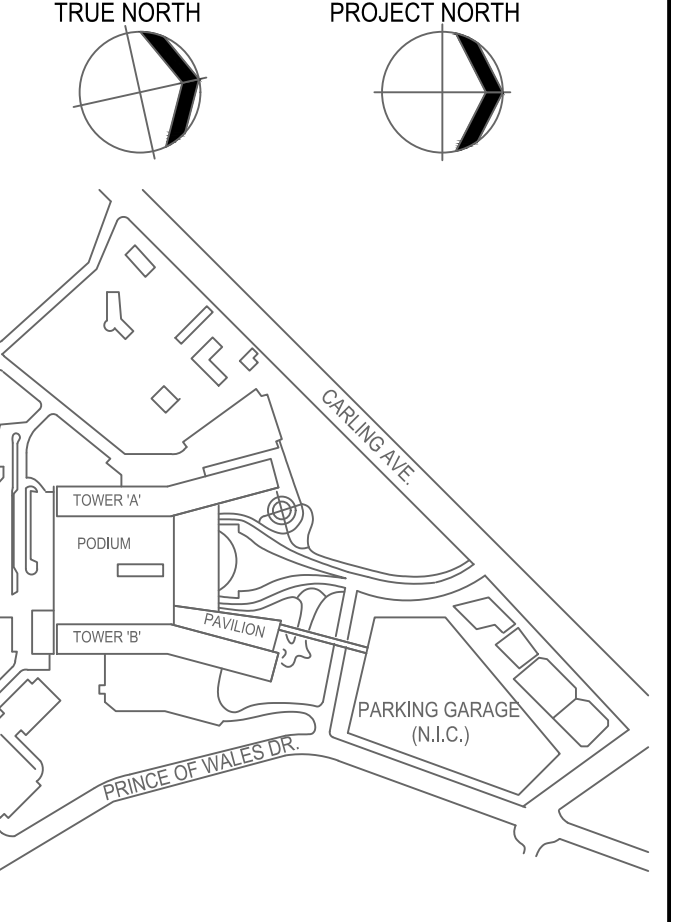 TRUE NORTH
PROJECT NORTH
CARLING AVE.
TOWER 'A'
PODIUM
PAVILION
TOWER 'B'
PARKING GARAGE
(N.I.C.)
PRINCE OF WALES DR.